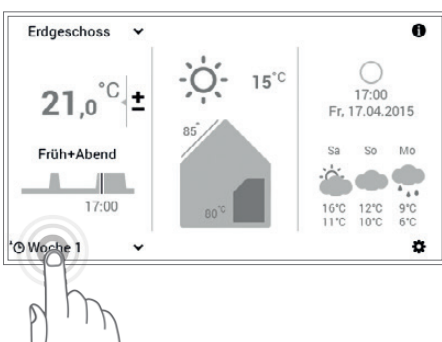 Erdgeschoss
21,0 °C ±
Früh+Abend
17:00
Woche 1
15°C
85°
80°C
17:00
Fr, 17.04.2015
Sa So Mo
16°C 12°C 9°C
11°C 10°C 6°C